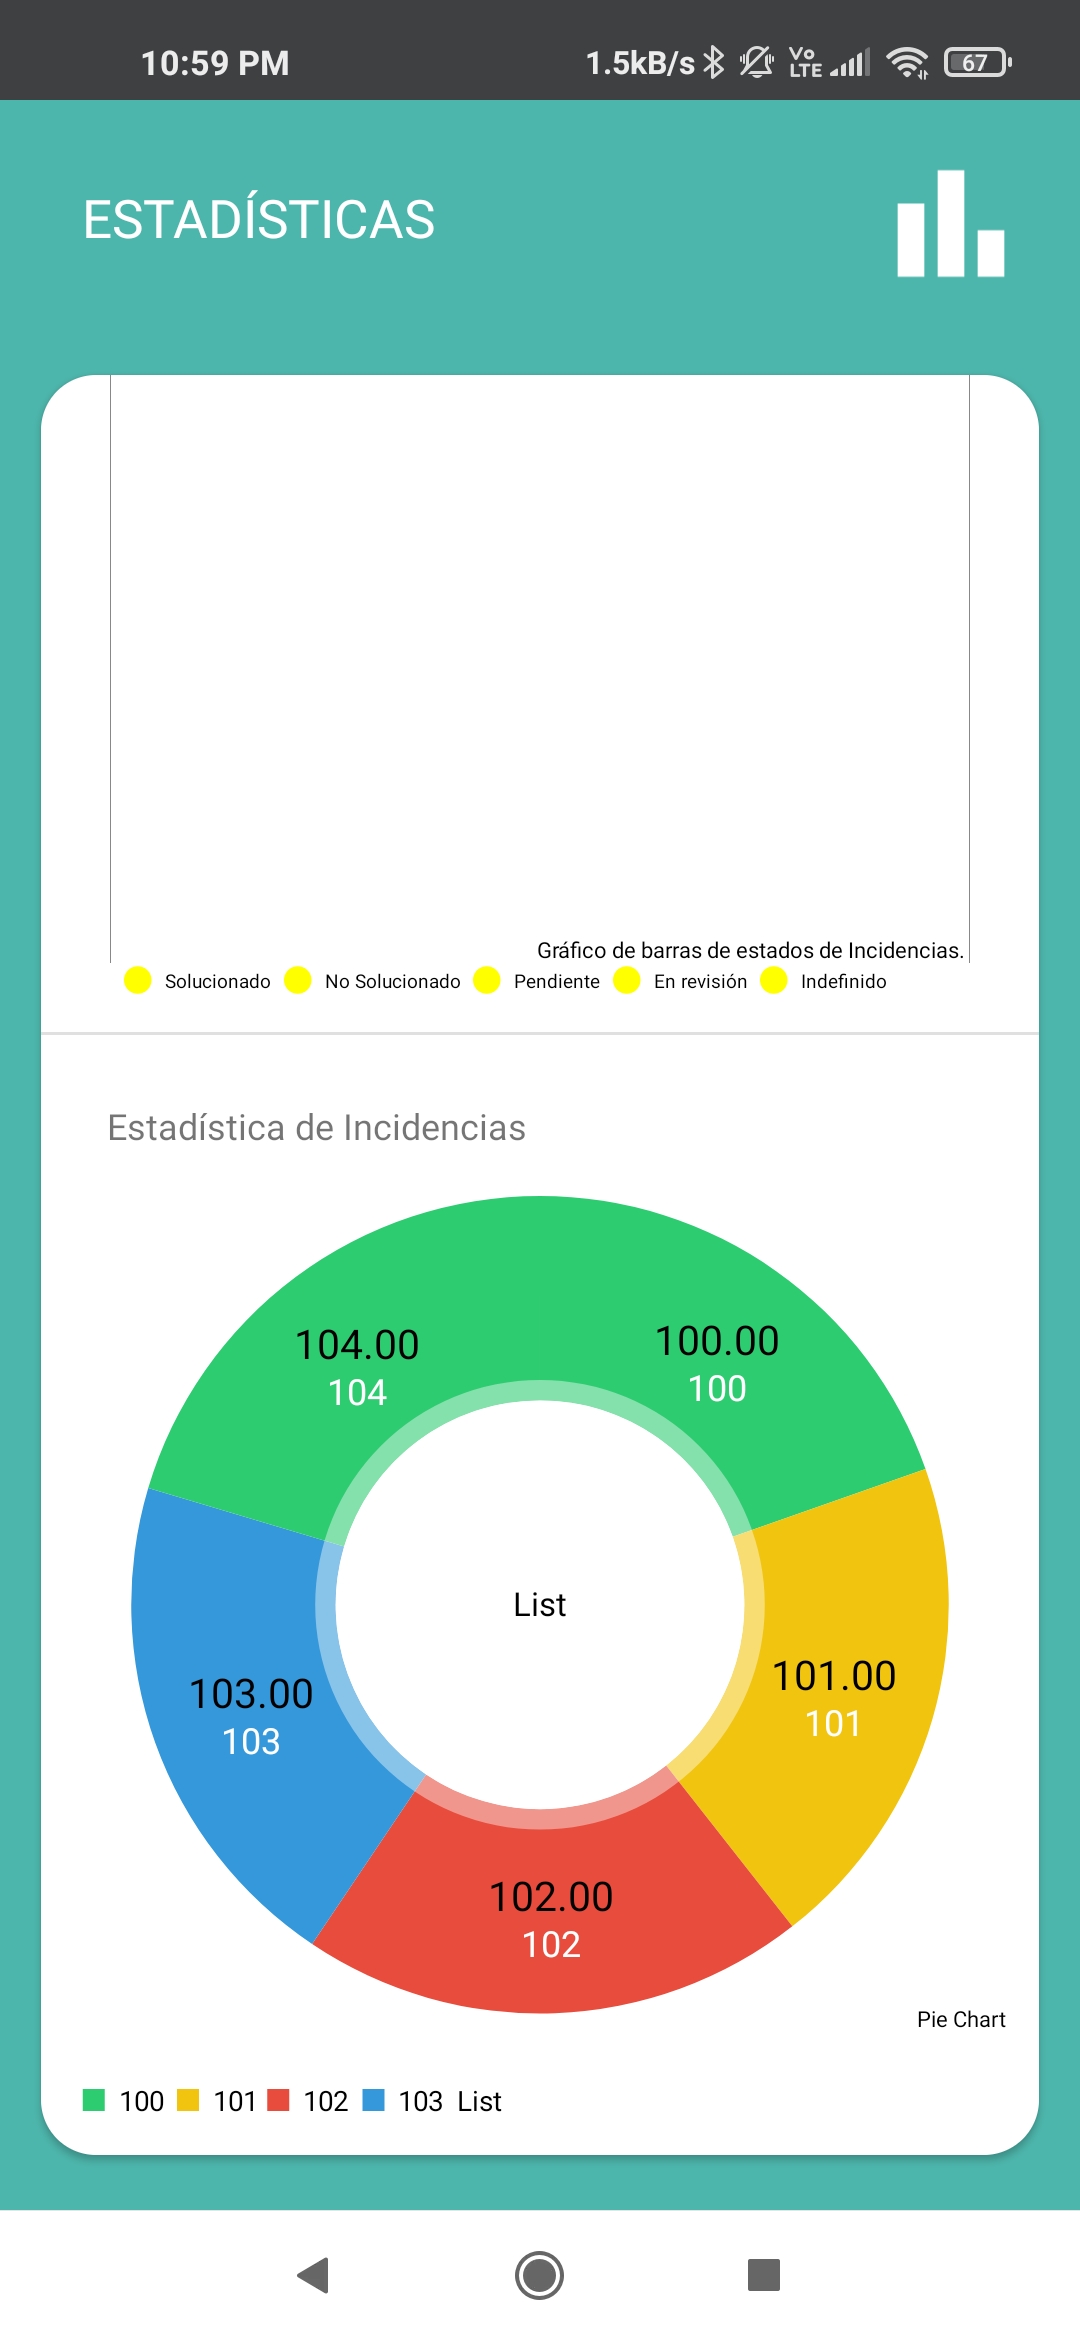 10:59 PM 1.5kB/s Vo LTE 67
ESTADÍSTICAS
Gráfico de barras de estados de Incidencias.
Solucionado No Solucionado Pendiente En revisión Indefinido
Estadística de Incidencias
104.00 100.00
104 100
List
101.00
101
103.00
103
102.00
102
Pie Chart
100 101 102 103 List